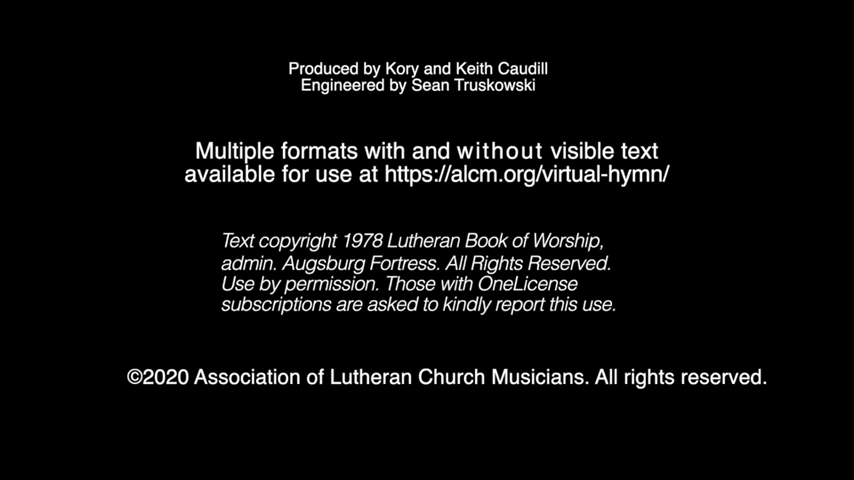 Produced by Kory and Keith Caudill
Engineered by Sean Truskowski
Multiple formats with and without visible text
available for use at https://alcm.org/virtual-hymn/
Text copyright 1978 Lutheran Book of Worship,
admin. Augsburg Fortress. All Rights Reserved.
Use by permission. Those with OneLicense
subscriptions are asked to kindly report this use.
©2020 Association of Lutheran Church Musicians. All rights reserved.